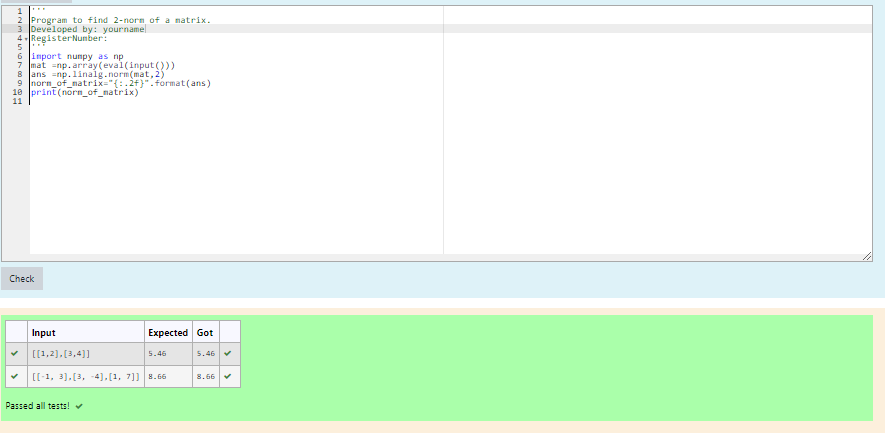 1 '''
2 Program to find 2-norm of a matrix.
3 Developed by: yourname
4 RegisterNumber:
5 '''
6 import numpy as np
7 mat =np.array(eval(input()))
8 ans =np.linalg.norm(mat,2)
9 norm_of_matrix="{:.2f}".format(ans)
10 print(norm_of_matrix)
11
Check
Input Expected Got
[[1,2],[3,4]] 5.46 5.46
[[-1, 3],[3, -4],[1, 7]] 8.66 8.66
Passed all tests!